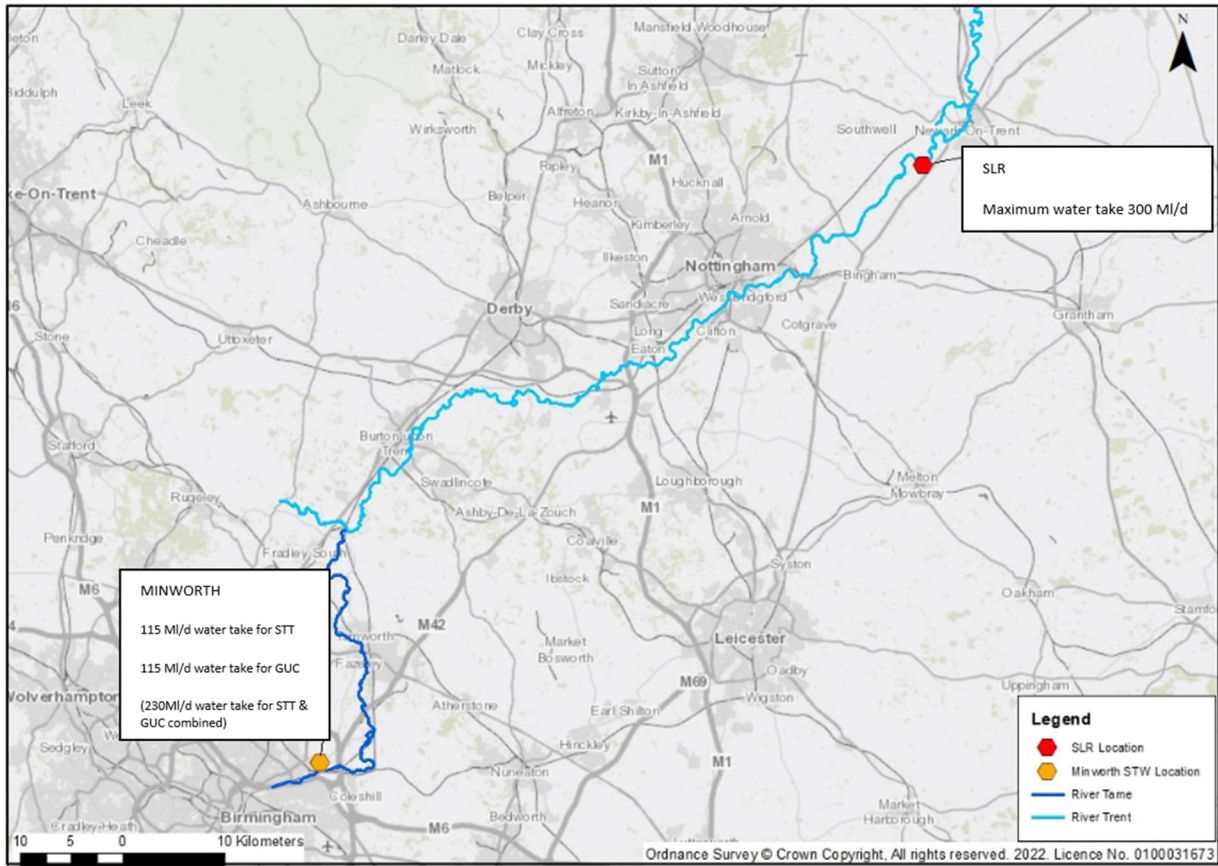 Darley Dale
Clay Cross
Mansfield Woodhouse
N
Matlock
Mickley
Sutton
In Ashfield
Biddulph
Leek
Alfreton
Kirkby-In-Ashfield
Wirksworth
Southwell
Newark-On-Trent
Ripley
M1
SLR
Maximum water take 300 Ml/d
Belper
Hucknall
Ashbourne
Heanor
Kimberley
Arnold
Cheadle
Ilkeston
Nottingham
Bingham
Derby
Sandiacre
West Bridgford
Grantham
Stone
Uttoxeter
Long
Eaton
Clifton
Cotgrave
Burton upon
Trent
Stafford
Rugeley
Swadlincote
Loughborough
Melton
Mowbray
Ashby-De-La-Zouch
M1
Penkridge
Fradley South
Coalville
Syston
Ibstock
Oakham
M6
MINWORTH
115 Ml/d water take for STT
115 Ml/d water take for GUC
(230Ml/d water take for STT &
GUC combined)
M42
Market
Bosworth
Leicester
Oadby
Wigston
M69
Uppingham
Wolverhampton
Atherstone
Earl Shilton
Sedgley
Hinckley
M1
Nuneaton
Coleshill
Birmingham
Bedworth
Cradley-Heath
M6
Market
Harborough
Legend
SLR Location
Minworth STW Location
River Tame
River Trent
10 5 0 10 Kilometers
Ordnance Survey © Crown Copyright, All rights reserved. 2022. Licence No. 0100031673